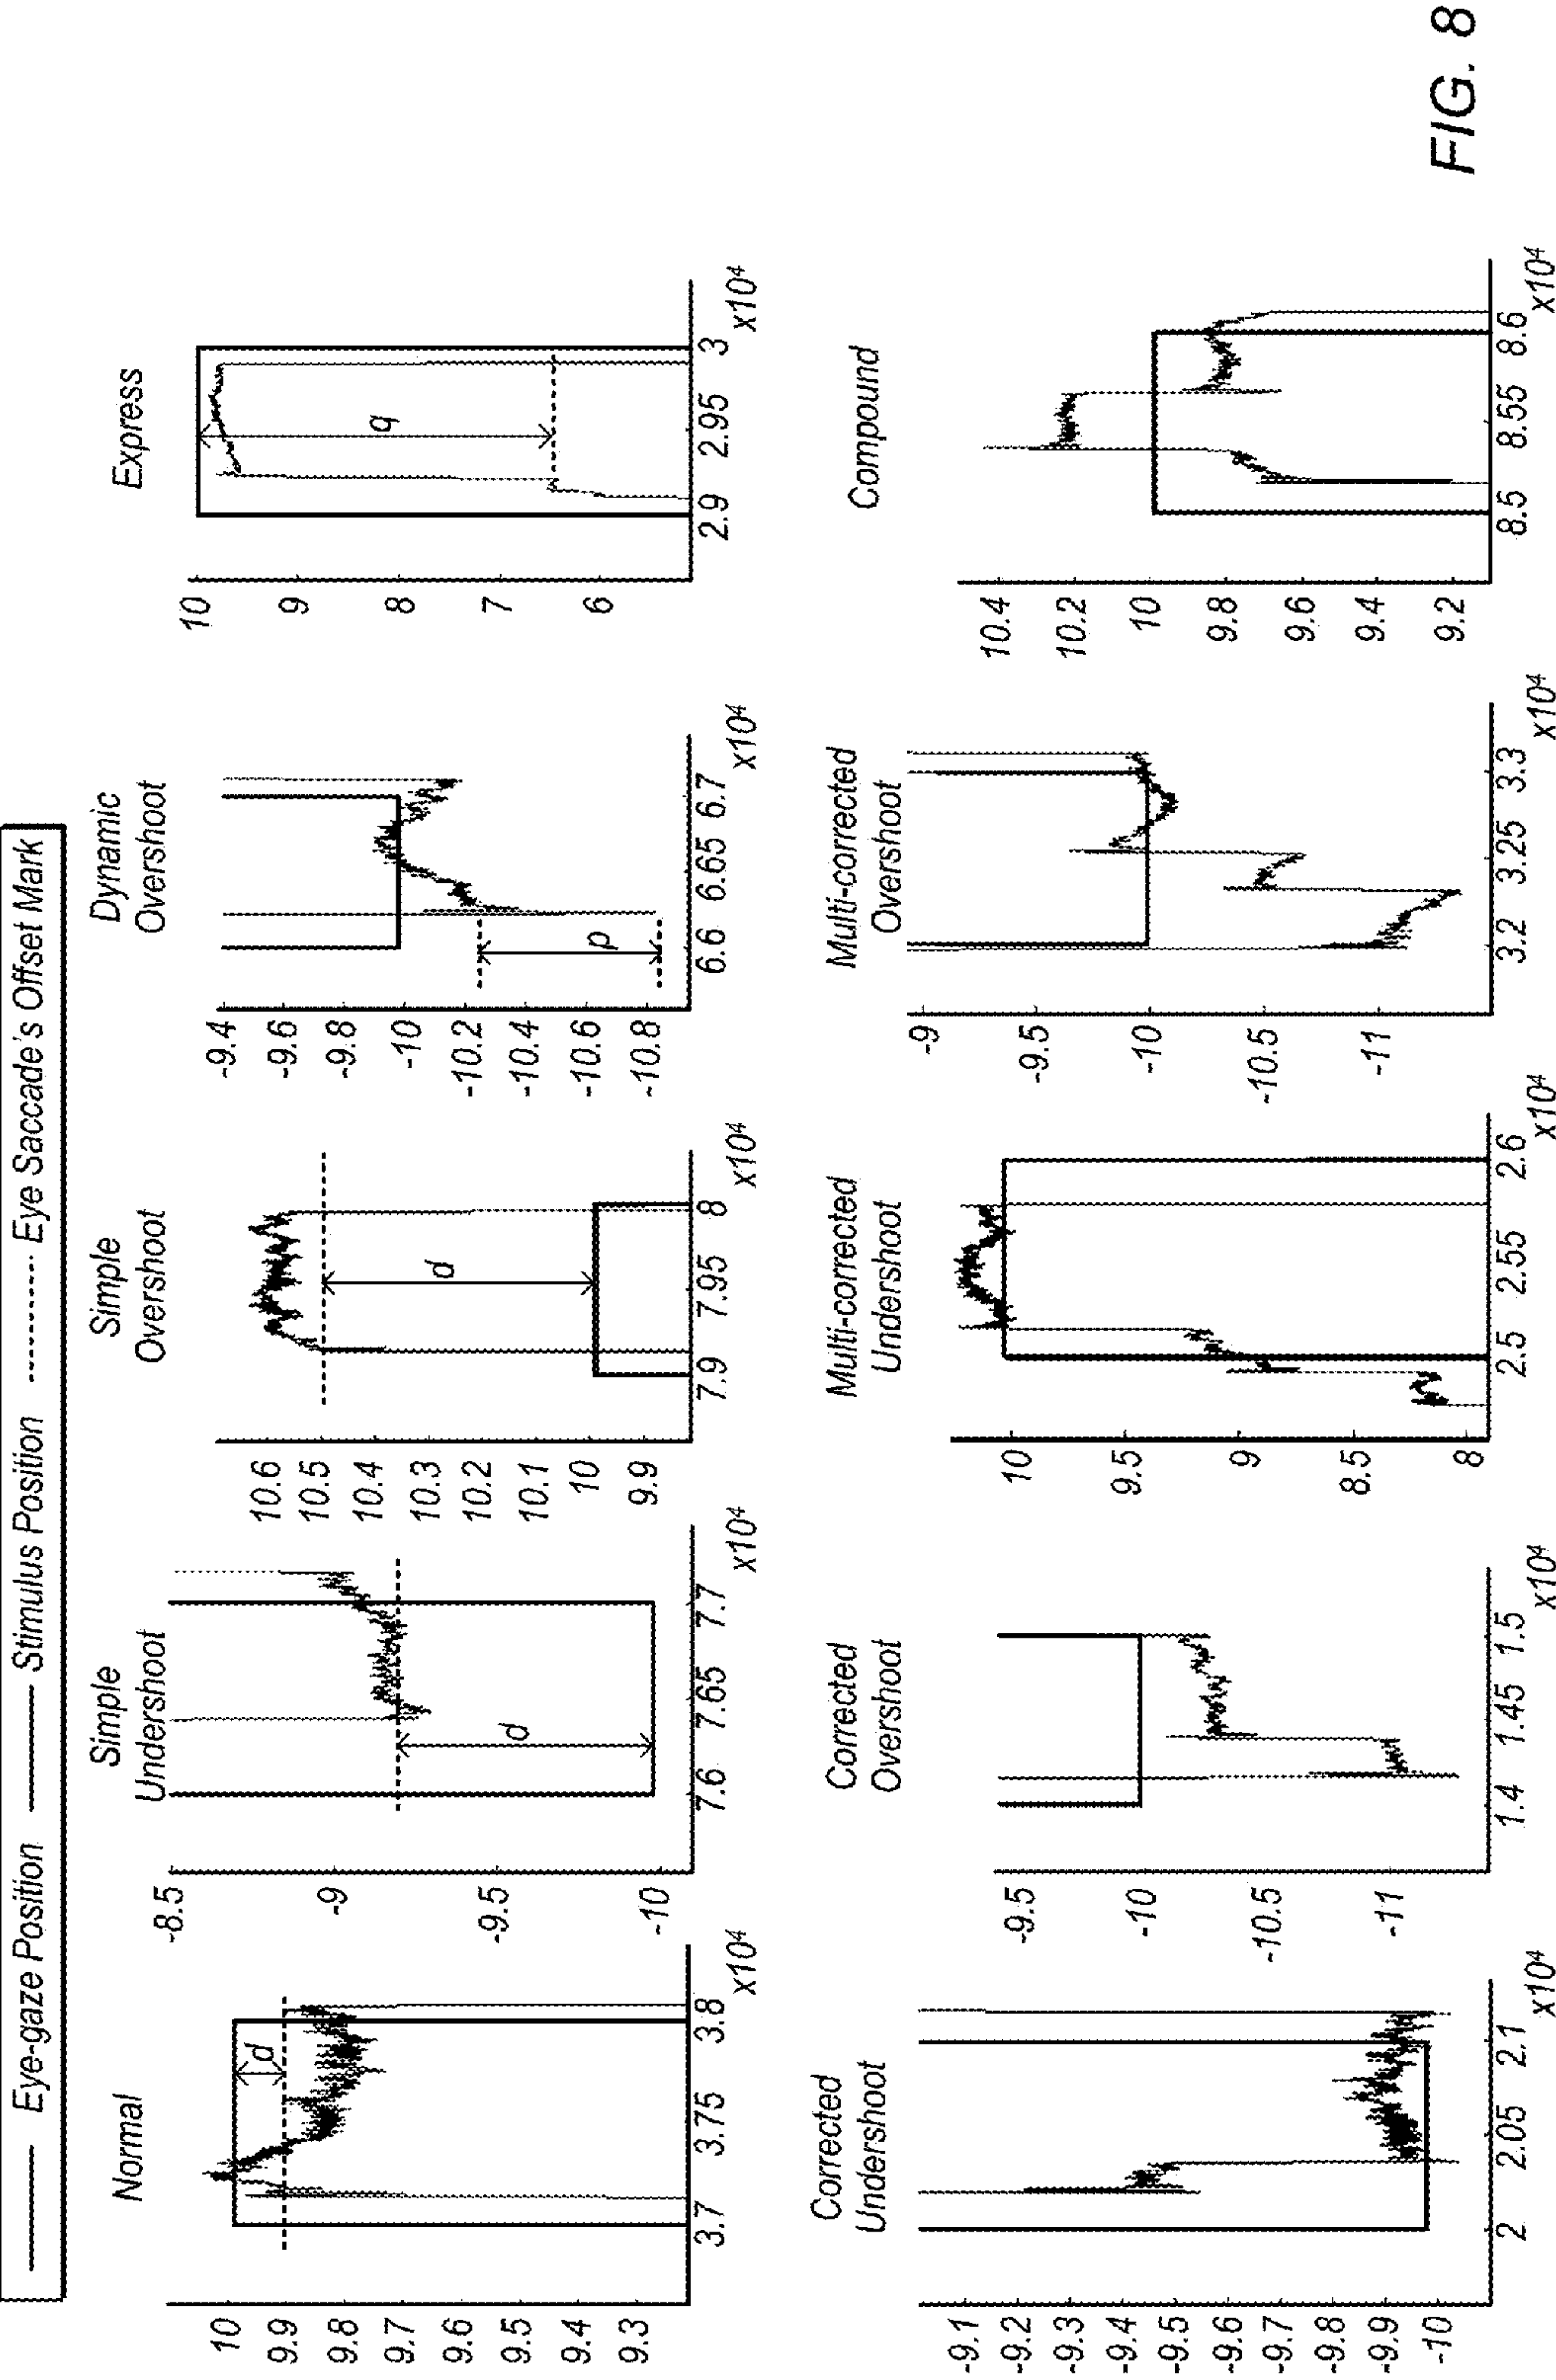 —— Eye-gaze Position —— Stimulus Position -------- Eye Saccade's Offset Mark
Normal
10
9.9
9.8
9.7
9.6
9.5
9.4
9.3
d
3.7 3.75 3.8
x10⁴
Simple
Undershoot
-8.5
-9
-9.5
-10
d
7.6 7.65 7.7
x10⁴
Simple
Overshoot
10.6
10.5
10.4
10.3
10.2
10.1
10
9.9
d
7.9 7.95 8
x10⁴
Dynamic
Overshoot
-9.4
-9.6
-9.8
-10
-10.2
-10.4
-10.6
-10.8
p
6.6 6.65 6.7
x10⁴
Express
10
9
8
7
6
q
2.9 2.95 3
x10⁴
Corrected
Undershoot
-9.1
-9.2
-9.3
-9.4
-9.5
-9.6
-9.7
-9.8
-9.9
-10
2 2.05 2.1
x10⁴
Corrected
Overshoot
-9.5
-10
-10.5
-11
1.4 1.45 1.5
x10⁴
Multi-corrected
Undershoot
10
9.5
9
8.5
8
2.5 2.55 2.6
x10⁴
Multi-corrected
Overshoot
-9
-9.5
-10
-10.5
-11
3.2 3.25 3.3
x10⁴
Compound
10.4
10.2
10
9.8
9.6
9.4
9.2
8.5 8.55 8.6
x10⁴
FIG. 8